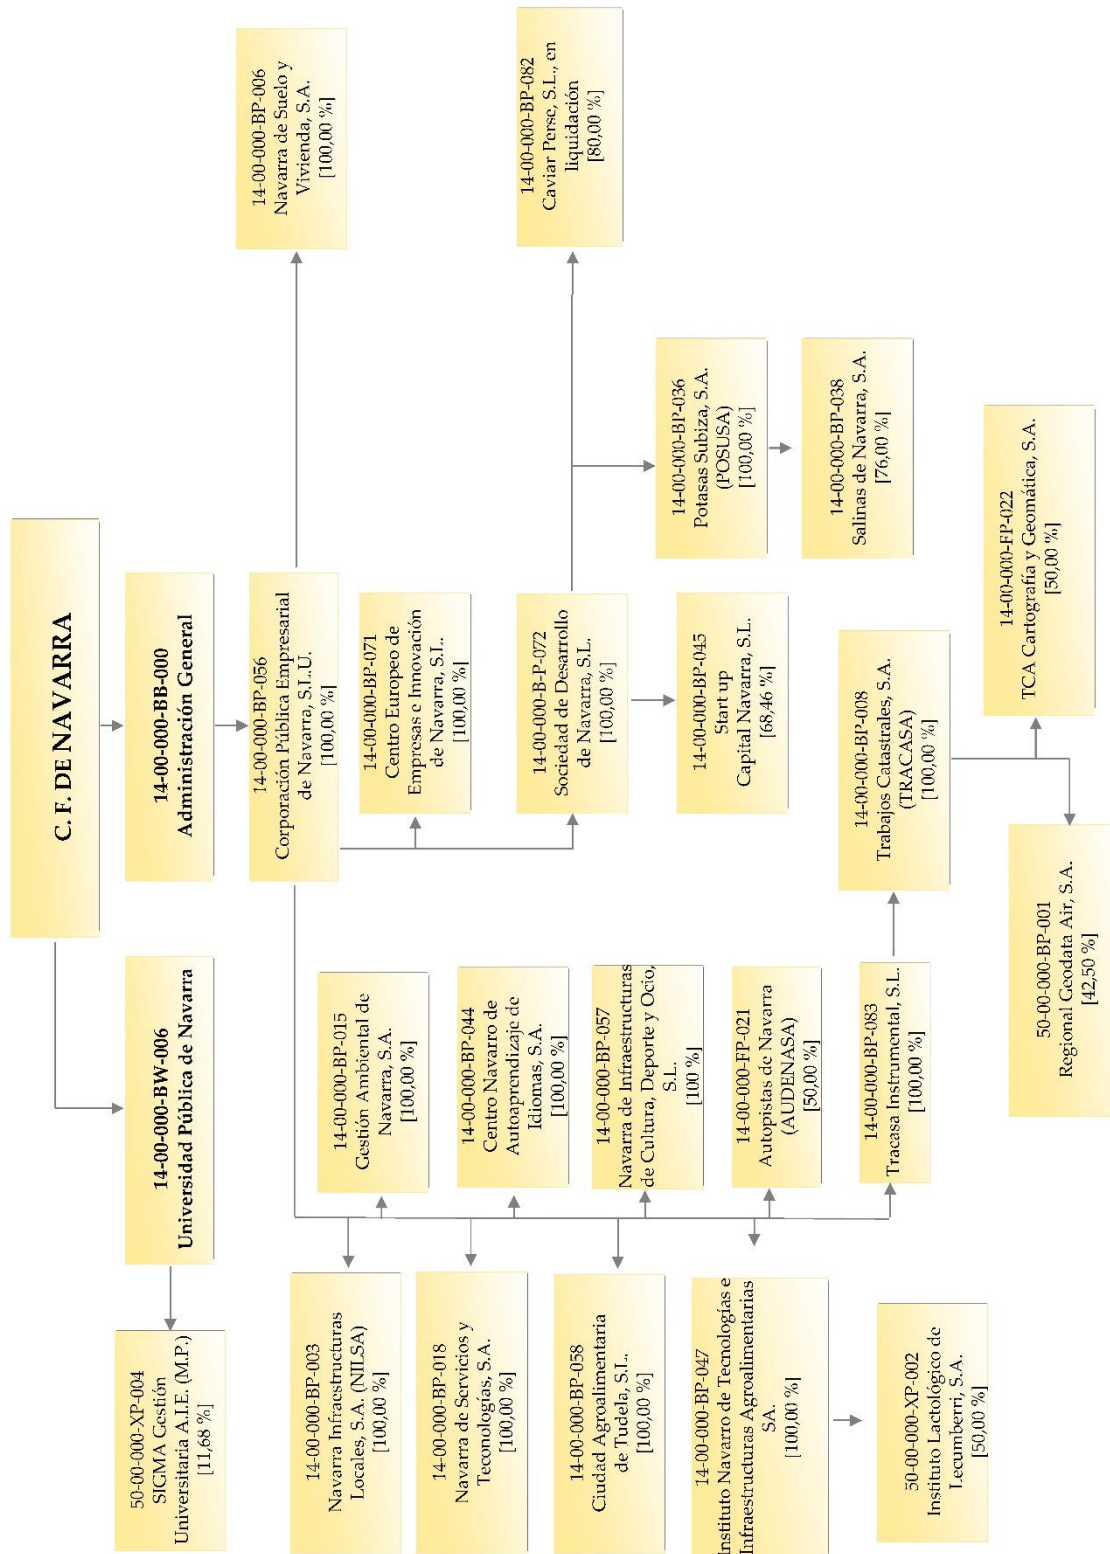 C. F. DE NAVARRA
14-00-000-BW-006
Universidad Pública de Navarra
14-00-000-BB-000
Administración General
50-00-000-XP-004
SIGMA Gestión
Universitaria A.I.E. (M.P.)
[11,68 %]
14-00-000-BP-056
Corporación Pública Empresarial
de Navarra, S.L.U.
[100,00 %]
14-00-000-BP-006
Navarra de Suelo y
Vivienda, S.A.
[100,00 %]
14-00-000-BP-003
Navarra Infraestructuras
Locales, S.A. (NILSA)
[100,00 %]
14-00-000-BP-015
Gestión Ambiental de
Navarra, S.A.
[100,00 %]
14-00-000-BP-071
Centro Europeo de
Empresas e Innovación
de Navarra, S.L.
[100,00 %]
14-00-000-BP-018
Navarra de Servicios y
Teconologías, S.A.
[100,00 %]
14-00-000-BP-044
Centro Navarro de
Autoaprendizaje de
Idiomas, S.A.
[100,00 %]
14-00-000-B-P-072
Sociedad de Desarrollo
de Navarra, S.L.
[100,00 %]
14-00-000-BP-082
Caviar Perse, S.L., en
liquidación
[80,00 %]
14-00-000-BP-058
Ciudad Agroalimentaria
de Tudela, S.L.
[100,00 %]
14-00-000-BP-057
Navarra de Infraestructuras
de Cultura, Deporte y Ocio,
S.L.
[100 %]
14-00-000-BP-045
Start up
Capital Navarra, S.L.
[68,46 %]
14-00-000-BP-036
Potasas Subiza, S.A.
(POSUSA)
[100,00 %]
14-00-000-BP-047
Instituto Navarro de Tecnologías e
Infraestructuras Agroalimentarias
SA.
[100,00 %]
14-00-000-FP-021
Autopistas de Navarra
(AUDENASA)
[50,00 %]
14-00-000-BP-038
Salinas de Navarra, S.A.
[76,00 %]
50-00-000-XP-002
Instituto Lactológico de
Lecumberri, S.A.
[50,00 %]
14-00-000-BP-083
Tracasa Instrumental, S.L.
[100,00 %]
14-00-000-BP-008
Trabajos Catastrales, S.A.
(TRACASA)
[100,00 %]
50-00-000-BP-001
Regional Geodata Air, S.A.
[42,50 %]
14-00-000-FP-022
TCA Cartografía y Geomática, S.A.
[50,00 %]